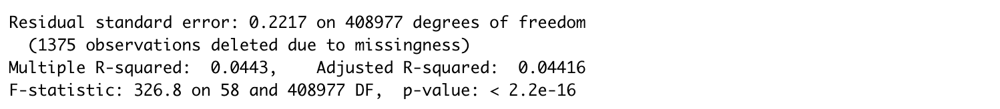 Residual standard error: 0.2217 on 408977 degrees of freedom
  (1375 observations deleted due to missingness)
Multiple R-squared:  0.0443,    Adjusted R-squared:  0.04416
F-statistic: 326.8 on 58 and 408977 DF,  p-value: < 2.2e-16